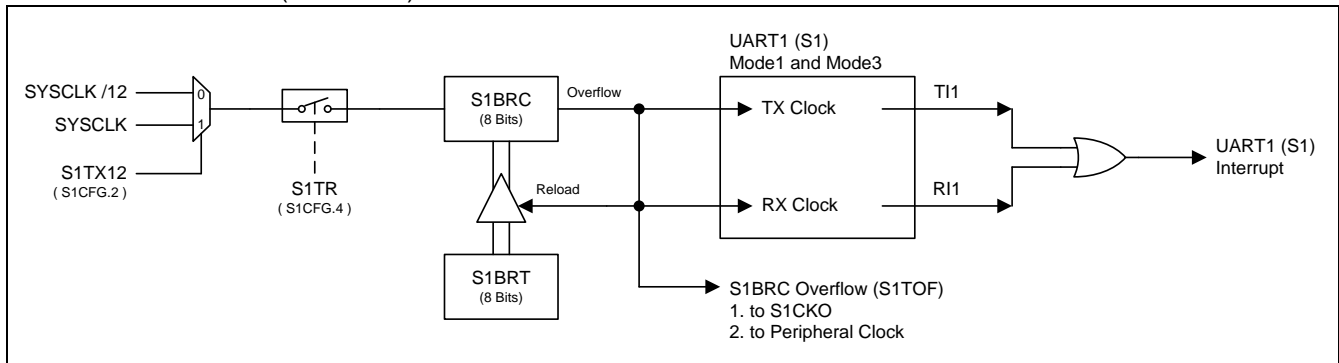 SYSCLK /12
SYSCLK
S1TX12
( S1CFG.2 )
0
1
S1TR
( S1CFG.4 )
S1BRC
(8 Bits)
Overflow
Reload
S1BRT
(8 Bits)
UART1 (S1)
Mode1 and Mode3
TX Clock
RX Clock
TI1
RI1
UART1 (S1)
Interrupt
S1BRC Overflow (S1TOF)
1. to S1CKO
2. to Peripheral Clock